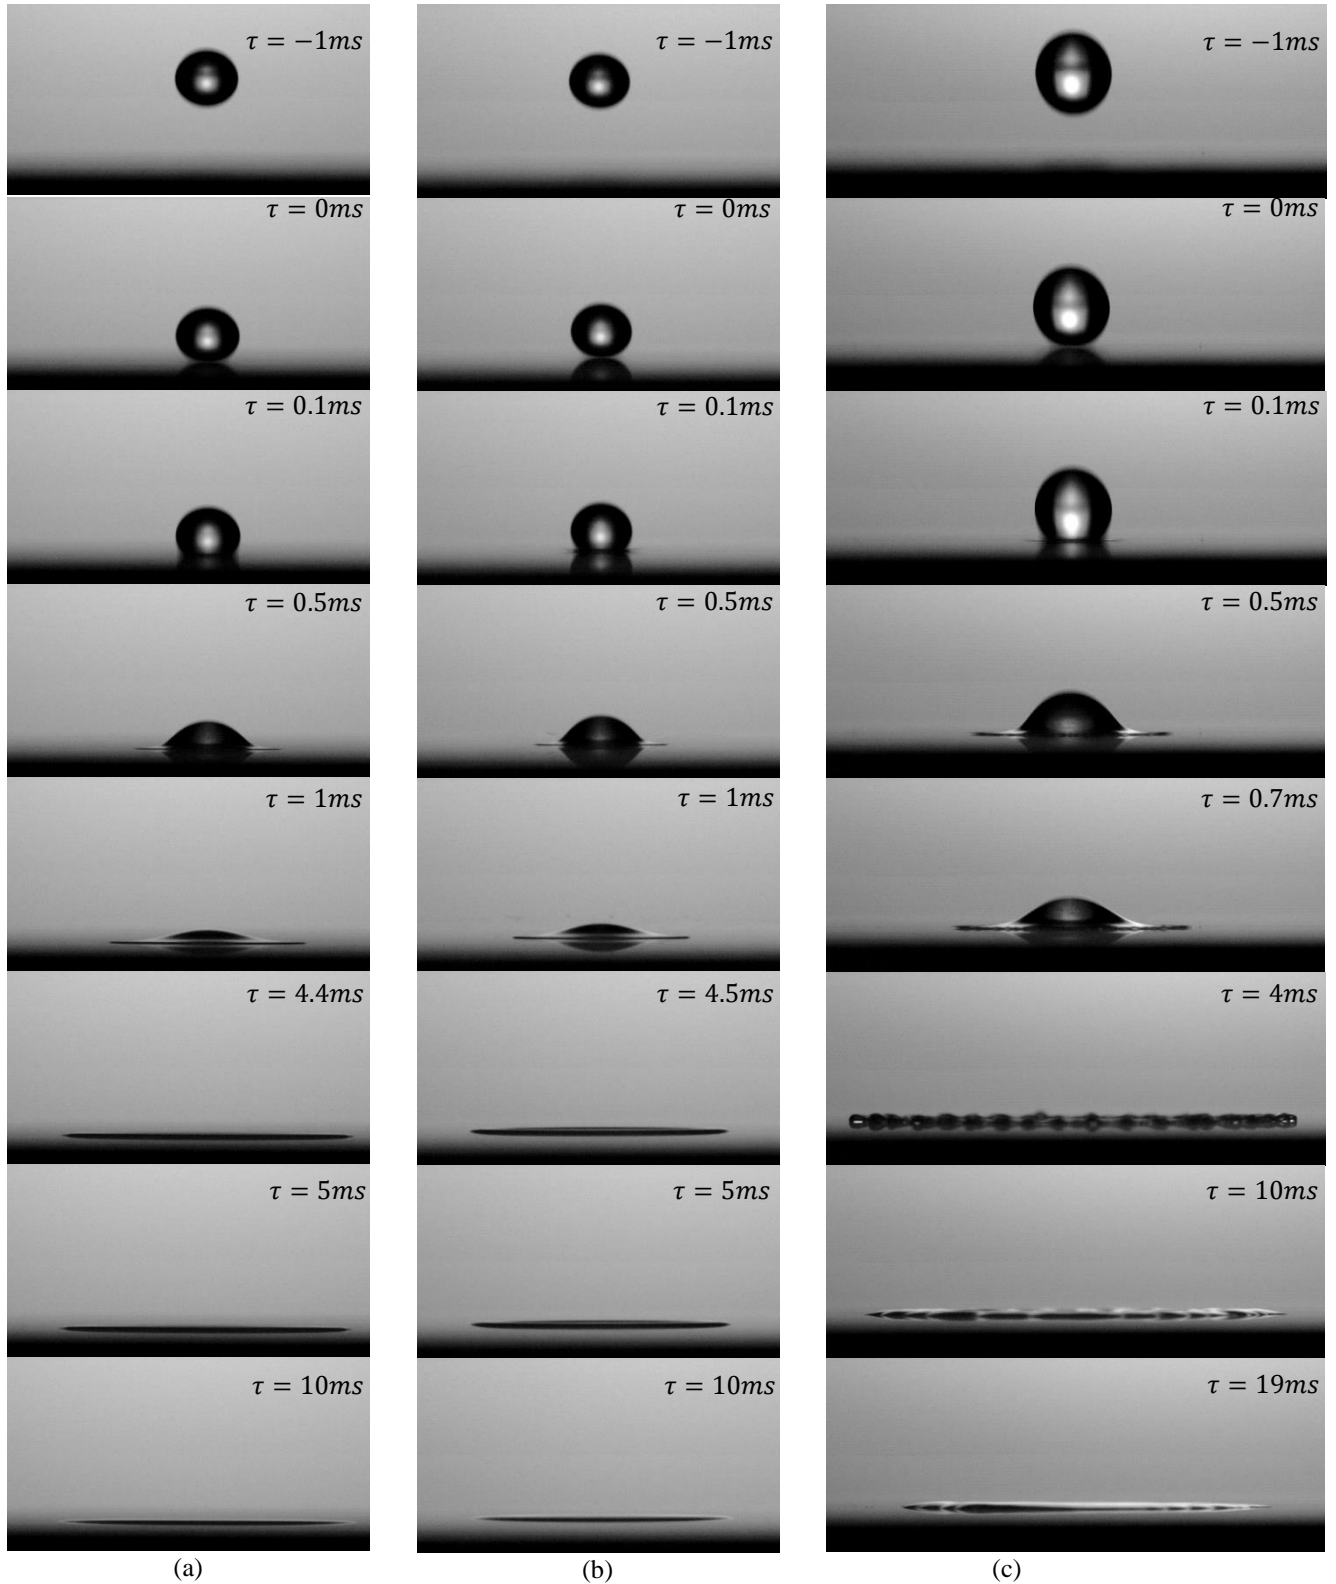 τ = −1ms
τ = −1ms
τ = −1ms
τ = 0ms
τ = 0ms
τ = 0ms
τ = 0.1ms
τ = 0.1ms
τ = 0.1ms
τ = 0.5ms
τ = 0.5ms
τ = 0.5ms
τ = 1ms
τ = 1ms
τ = 0.7ms
τ = 4.4ms
τ = 4.5ms
τ = 4ms
τ = 5ms
τ = 5ms
τ = 10ms
τ = 10ms
τ = 10ms
τ = 19ms
(a)
(b)
(c)